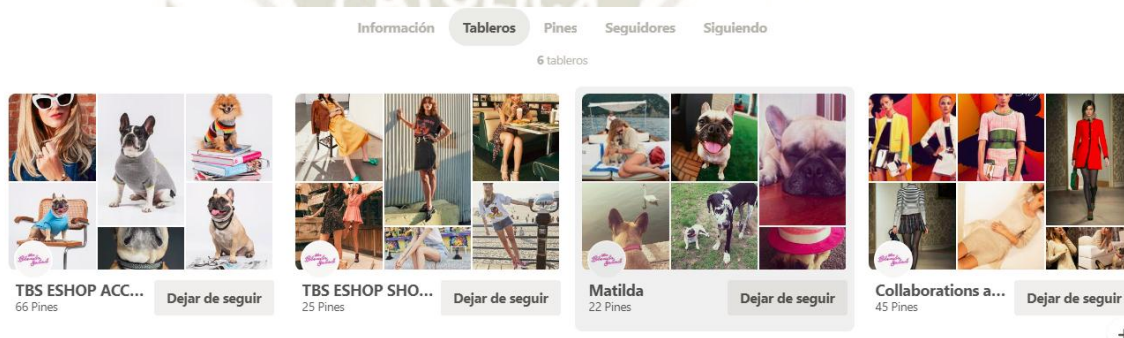 Información Tableros Pines Seguidores Siguiendo
6 tableros
TBS ESHOP ACC...
66 Pines
Dejar de seguir
TBS ESHOP SHO...
25 Pines
Dejar de seguir
Matilda
22 Pines
Dejar de seguir
Collaborations a...
45 Pines
Dejar de seguir